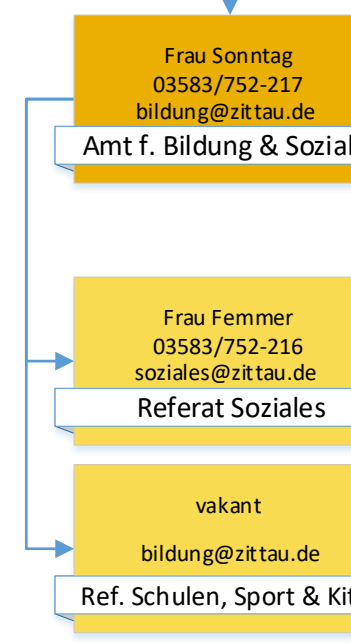 Frau Sonntag
03583/752-217
bildung@zittau.de
Amt f. Bildung & Sozial
Frau Femmer
03583/752-216
soziales@zittau.de
Referat Soziales
vakant
bildung@zittau.de
Ref. Schulen, Sport & Kit